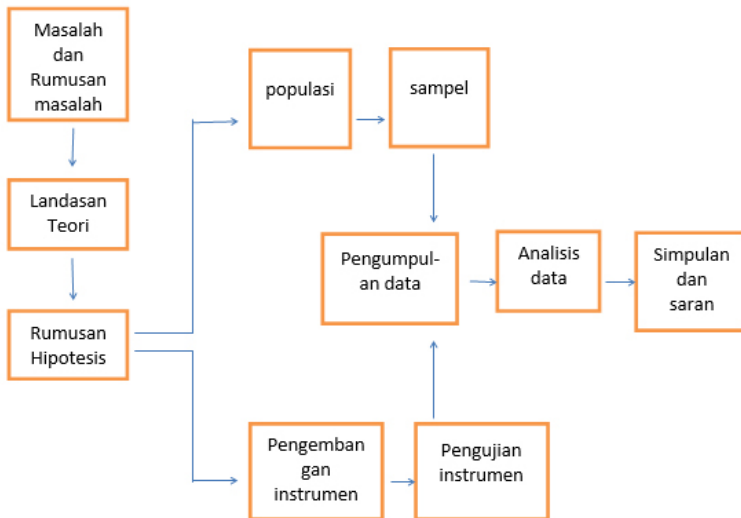 Masalah
dan
Rumusan
masalah
Landasan
Teori
Rumusan
Hipotesis
populasi
sampel
Pengemban
gan
instrumen
Pengujian
instrumen
Pengumpul-
an data
Analisis
data
Simpulan
dan
saran